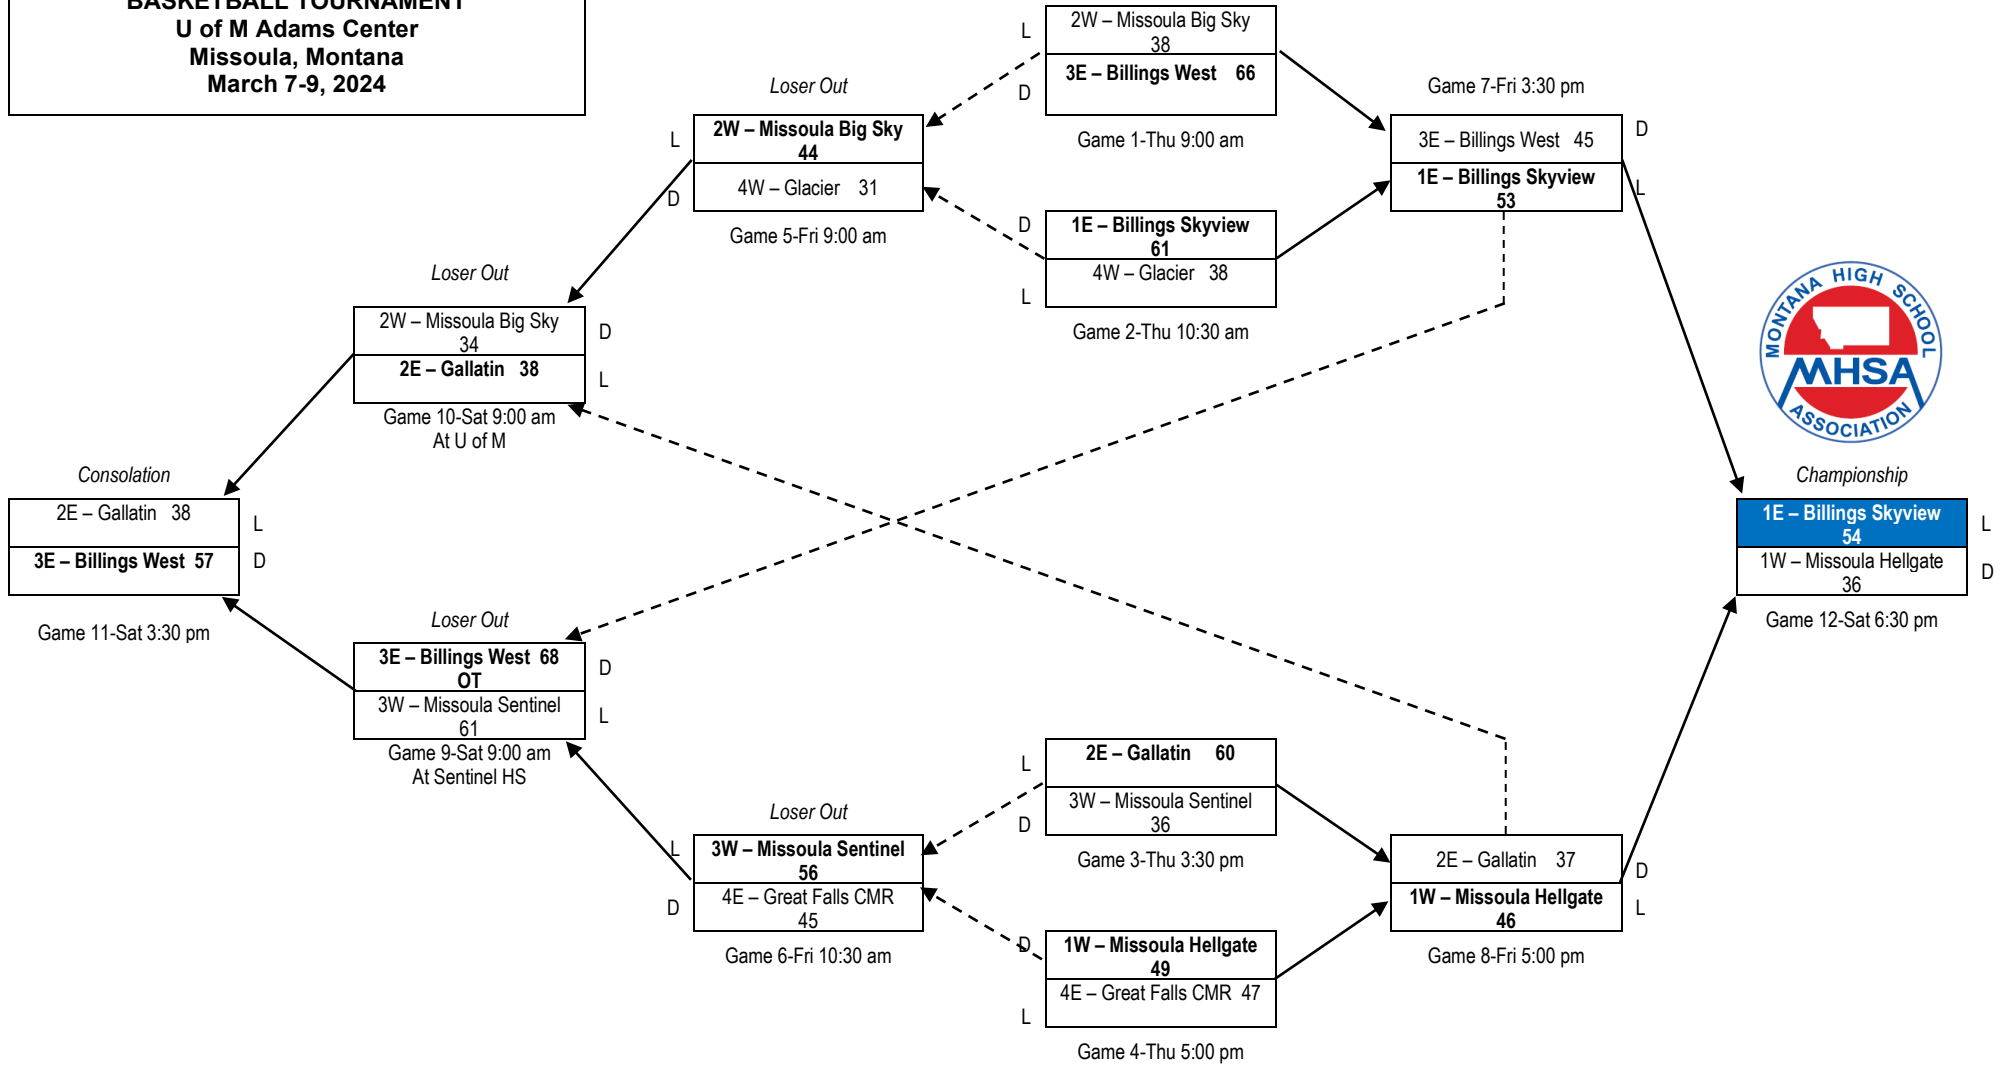 BASKETBALL TOURNAMENT
U of M Adams Center
Missoula, Montana
March 7-9, 2024
L
2W – Missoula Big Sky
38
3E – Billings West 66
D
Game 1-Thu 9:00 am
Loser Out
L
2W – Missoula Big Sky
44
4W – Glacier 31
D
Game 5-Fri 9:00 am
D
1E – Billings Skyview
61
4W – Glacier 38
L
Game 2-Thu 10:30 am
Game 7-Fri 3:30 pm
3E – Billings West 45
D
1E – Billings Skyview
53
L
Loser Out
2W – Missoula Big Sky
34
D
2E – Gallatin 38
L
Game 10-Sat 9:00 am
At U of M
MONTANA HIGH SCHOOL
MHSA
ASSOCIATION
Consolation
2E – Gallatin 38
L
3E – Billings West 57
D
Game 11-Sat 3:30 pm
Championship
1E – Billings Skyview
54
L
1W – Missoula Hellgate
36
D
Game 12-Sat 6:30 pm
Loser Out
3E – Billings West 68
OT
D
3W – Missoula Sentinel
61
L
Game 9-Sat 9:00 am
At Sentinel HS
L
2E – Gallatin 60
3W – Missoula Sentinel
36
D
Game 3-Thu 3:30 pm
Loser Out
L
3W – Missoula Sentinel
56
4E – Great Falls CMR
45
D
Game 6-Fri 10:30 am
2E – Gallatin 37
D
1W – Missoula Hellgate
46
L
Game 8-Fri 5:00 pm
D
1W – Missoula Hellgate
49
4E – Great Falls CMR 47
L
Game 4-Thu 5:00 pm